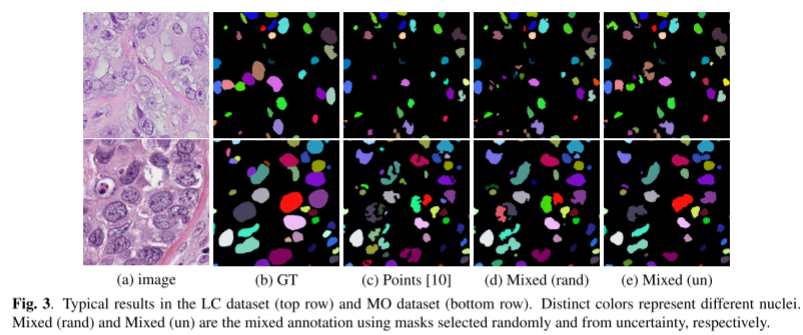 (a) image
(b) GT
(c) Points [10]
(d) Mixed (rand)
(e) Mixed (un)
Fig. 3. Typical results in the LC dataset (top row) and MO dataset (bottom row). Distinct colors represent different nuclei.
Mixed (rand) and Mixed (un) are the mixed annotation using masks selected randomly and from uncertainty, respectively.